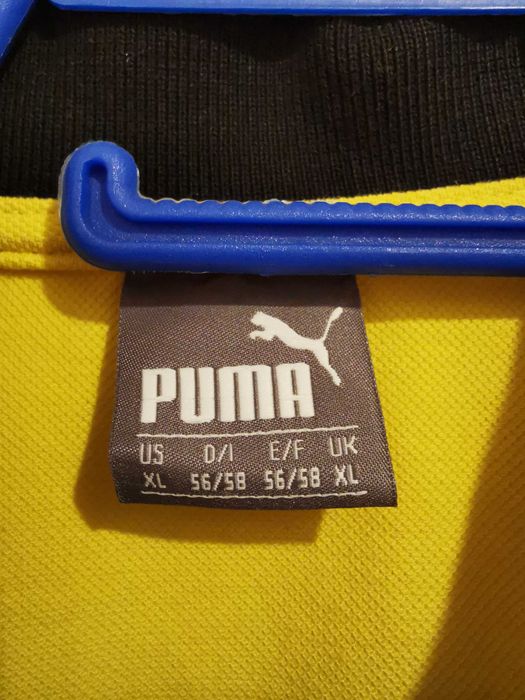 PUMA
US D/I E/F UK
XL 56/58 56/58 XL